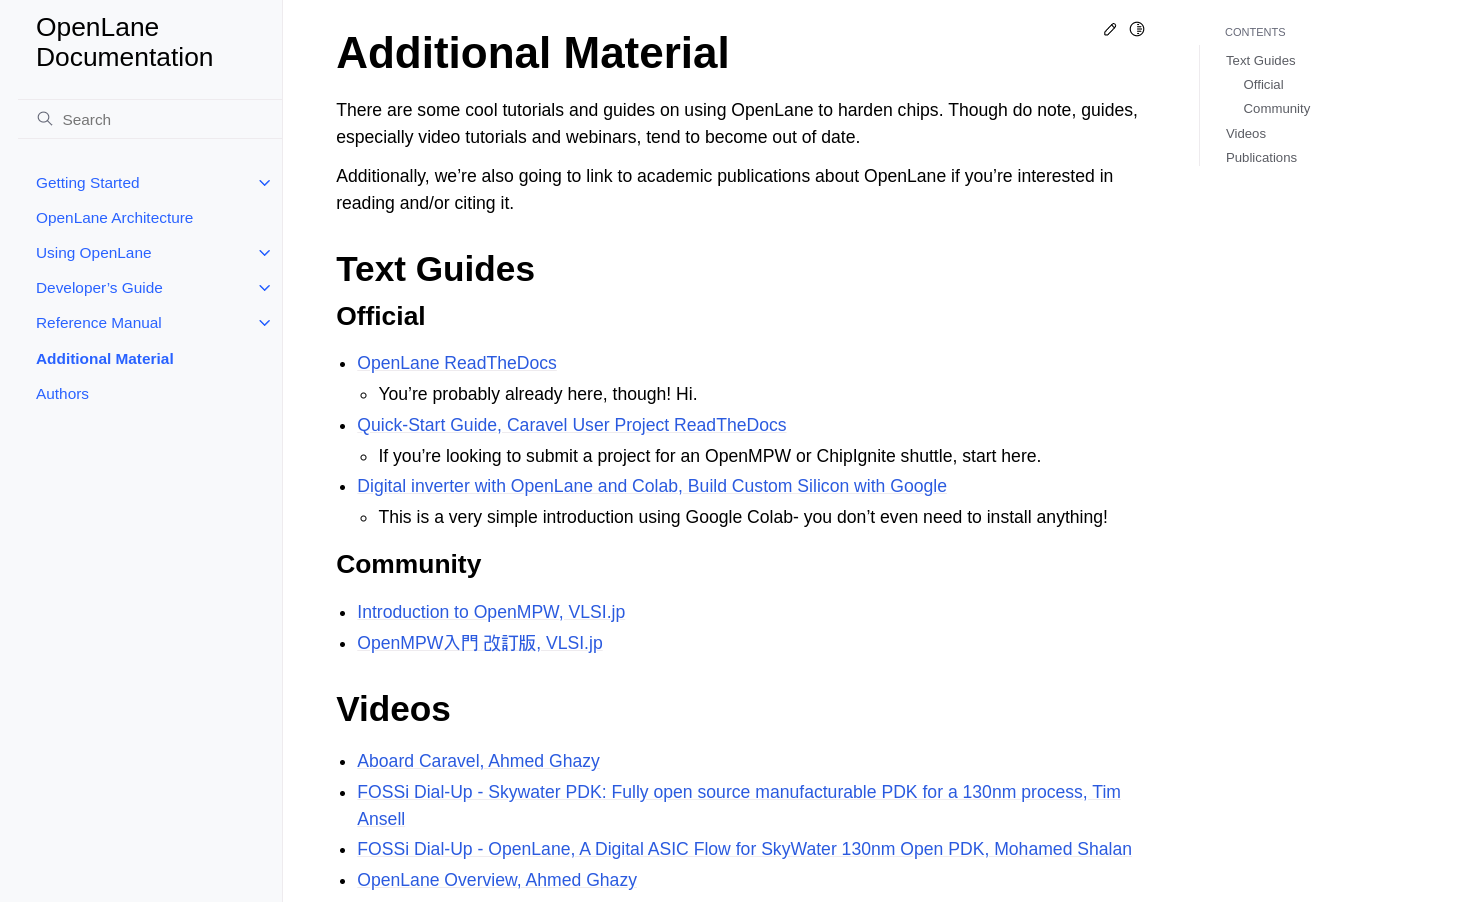 OpenLane
Documentation
Search
Getting Started
OpenLane Architecture
Using OpenLane
Developer’s Guide
Reference Manual
Additional Material
Authors
Additional Material
There are some cool tutorials and guides on using OpenLane to harden chips. Though do note, guides,
especially video tutorials and webinars, tend to become out of date.
Additionally, we’re also going to link to academic publications about OpenLane if you’re interested in
reading and/or citing it.
Text Guides
Official
OpenLane ReadTheDocs
You’re probably already here, though! Hi.
Quick-Start Guide, Caravel User Project ReadTheDocs
If you’re looking to submit a project for an OpenMPW or ChipIgnite shuttle, start here.
Digital inverter with OpenLane and Colab, Build Custom Silicon with Google
This is a very simple introduction using Google Colab- you don’t even need to install anything!
Community
Introduction to OpenMPW, VLSI.jp
OpenMPW入門 改訂版, VLSI.jp
Videos
Aboard Caravel, Ahmed Ghazy
FOSSi Dial-Up - Skywater PDK: Fully open source manufacturable PDK for a 130nm process, Tim
Ansell
FOSSi Dial-Up - OpenLane, A Digital ASIC Flow for SkyWater 130nm Open PDK, Mohamed Shalan
OpenLane Overview, Ahmed Ghazy
CONTENTS
Text Guides
Official
Community
Videos
Publications